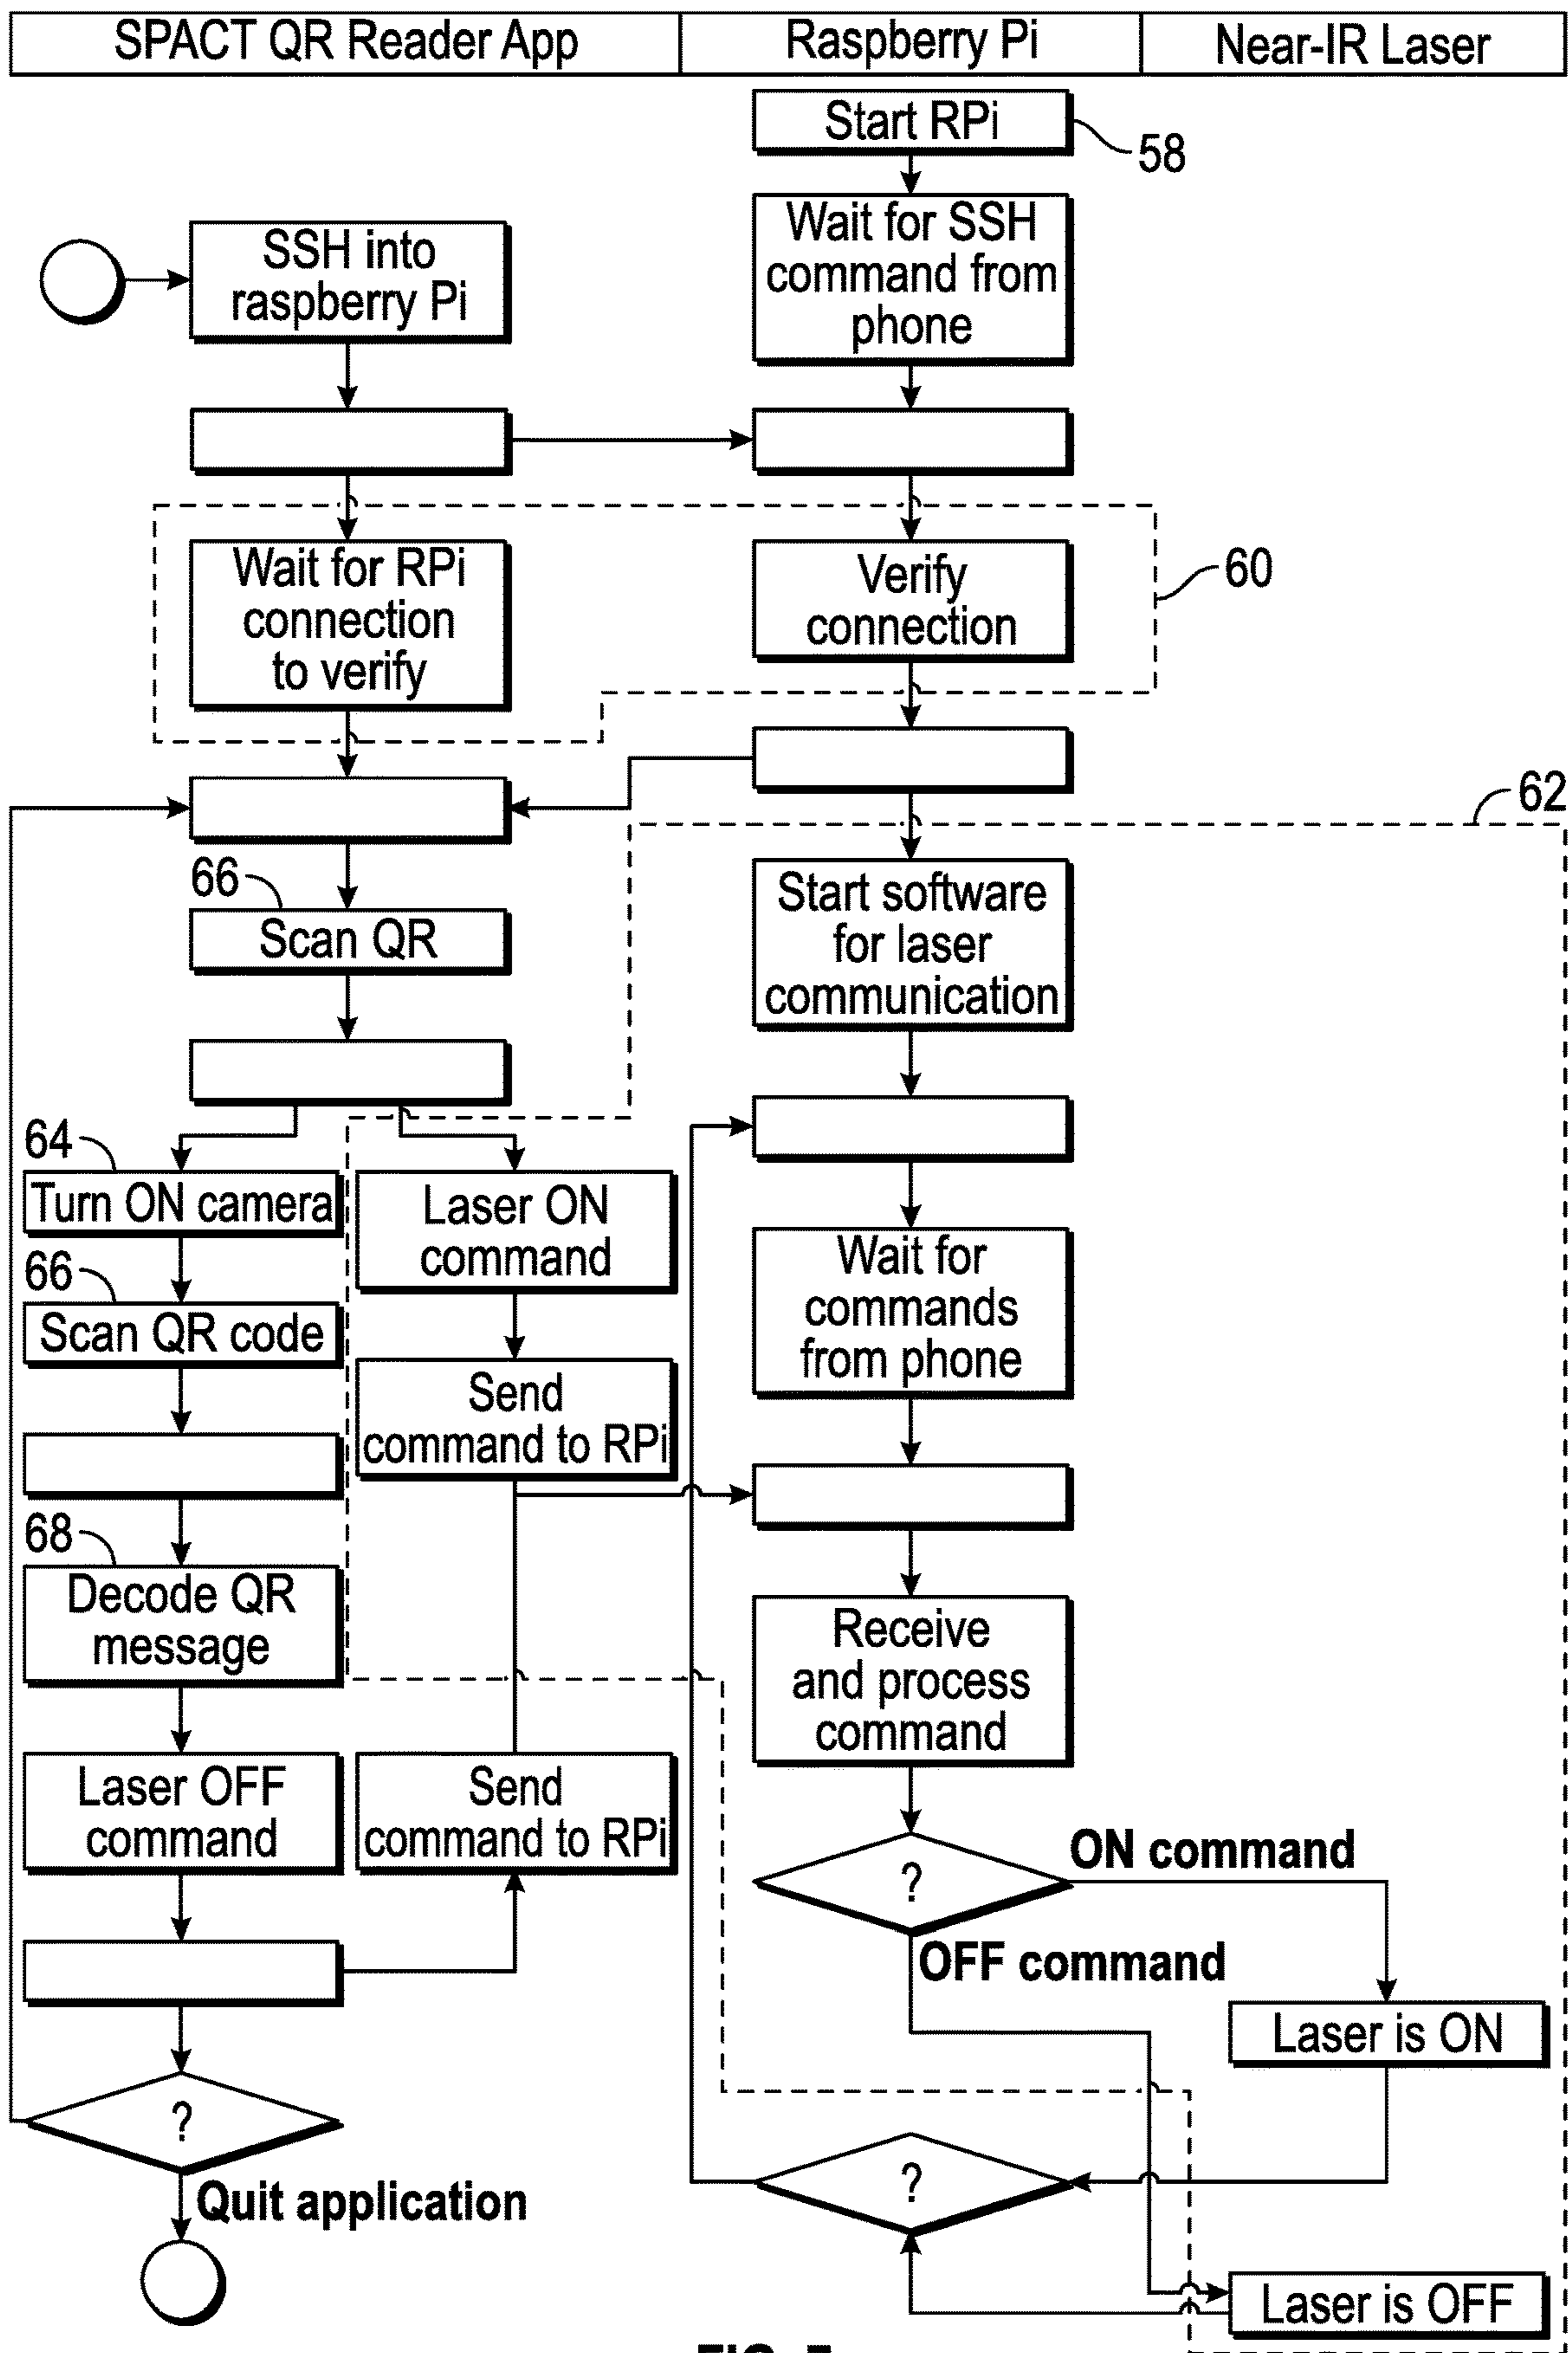 SPACT QR Reader App
Raspberry Pi
Near-IR Laser
Start RPi
58
Wait for SSH
command from
phone
SSH into
raspberry Pi
Wait for RPi
connection
to verify
Verify
connection
60
62
66
Scan QR
Start software
for laser
communication
64
Turn ON camera
Laser ON
command
66
Scan QR code
Wait for
commands
from phone
Send
command to RPi
68
Decode QR
message
Receive
and process
command
Laser OFF
command
Send
command to RPi
?
ON command
OFF command
Laser is ON
?
?
Quit application
Laser is OFF